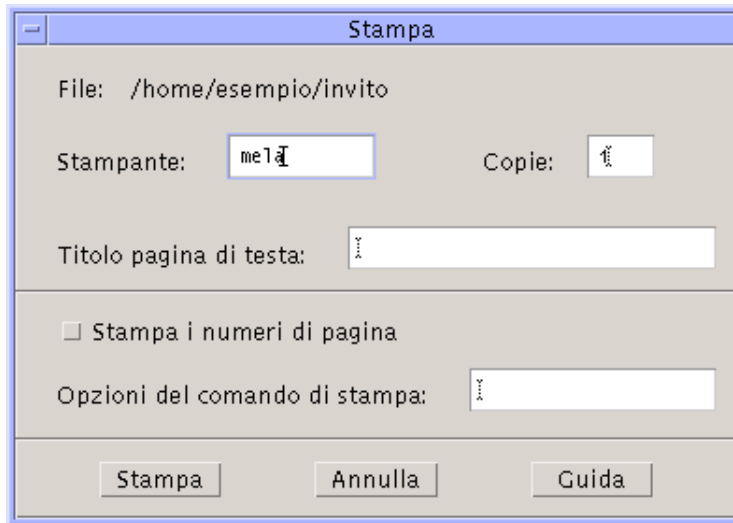 Stampa
File: /home/esempio/invito
Stampante: mela Copie: 1
Titolo pagina di testa:
Stampa i numeri di pagina
Opzioni del comando di stampa:
Stampa Annulla Guida